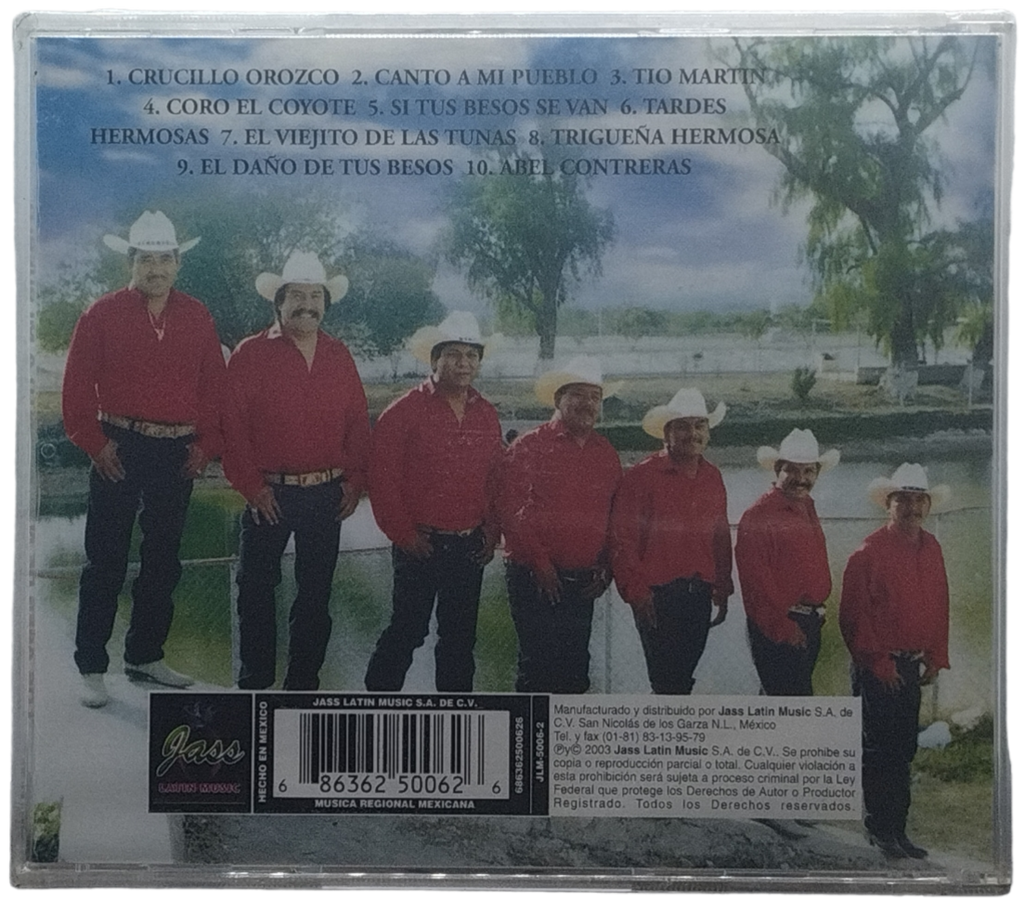 1. CRUCILLO OROZCO 2. CANTO A MI PUEBLO 3. TIO MARTIN
4. CORO EL COYOTE 5. SI TUS BESOS SE VAN 6. TARDES
HERMOSAS 7. EL VIEJITO DE LAS TUNAS 8. TRIGUEÑA HERMOSA
9. EL DAÑO DE TUS BESOS 10. ABEL CONTRERAS
Jass
LATIN MUSIC
HECHO EN MEXICO
JASS LATIN MUSIC S.A. DE C.V.
6 86362 50062 6
MUSICA REGIONAL MEXICANA
686362500626
JLM-5006-2
Manufacturado y distribuido por Jass Latin Music S.A. de
C.V. San Nicolás de los Garza N.L., México
Tel. y fax (01-81) 83-13-95-79
℗y© 2003 Jass Latin Music S.A. de C.V.. Se prohibe su
copia o reproducción parcial o total. Cualquier violación a
esta prohibición será sujeta a proceso criminal por la Ley
Federal que protege los Derechos de Autor o Productor
Registrado. Todos los Derechos reservados.